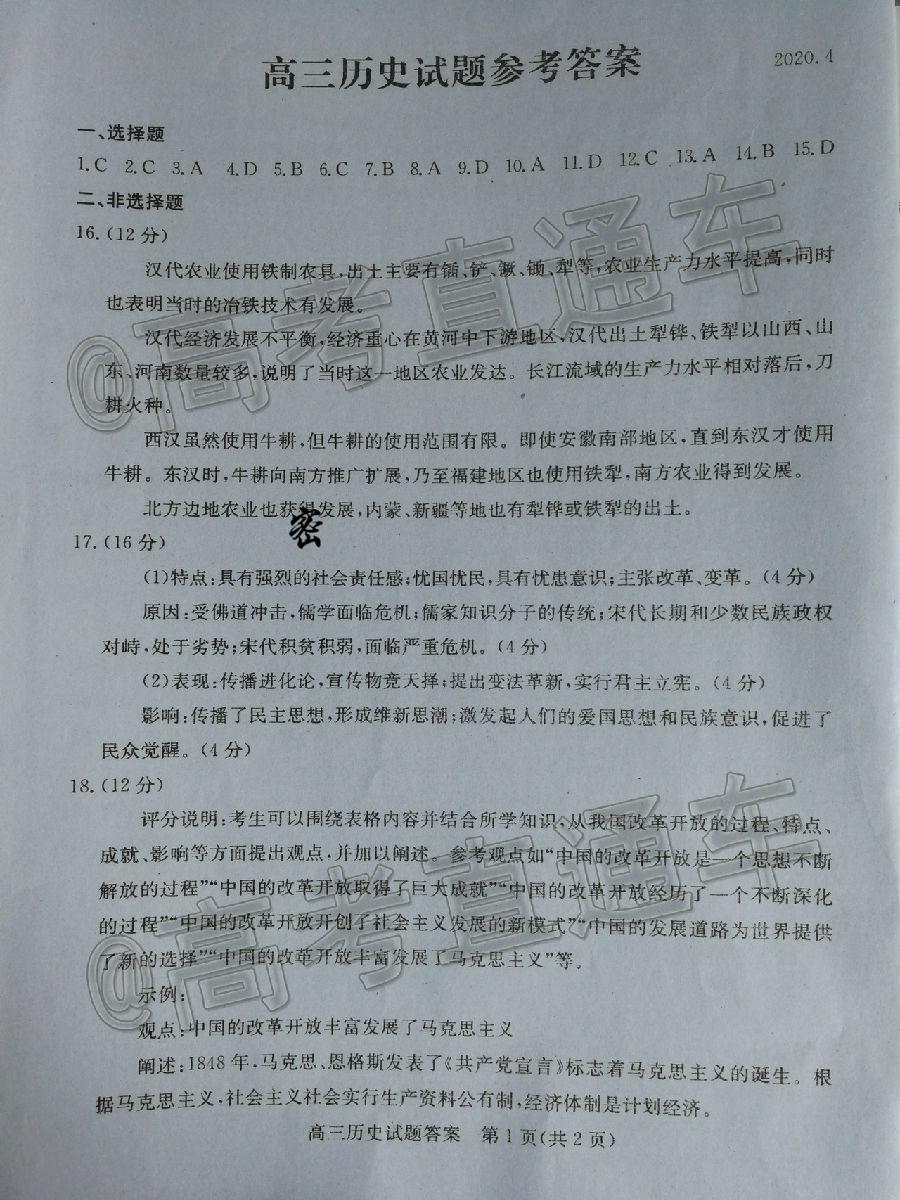 高三历史试题参考答案
2020.4
一、选择题
1.C 2.C 3.A 4.D 5.B 6.C 7.B 8.A 9.D 10.A 11.D 12.C 13.A 14.B 15.D
二、非选择题
16.(12分)
汉代农业使用铁制农具,出土主要有锸、铲、镢、锄、犁等,农业生产力水平提高,同时
也表明当时的冶铁技术有发展。
汉代经济发展不平衡,经济重心在黄河中下游地区,汉代出土犁铧、铁犁以山西、山
东、河南数量较多,说明了当时这一地区农业发达。长江流域的生产力水平相对落后,刀
耕火种。
西汉虽然使用牛耕,但牛耕的使用范围有限。即使安徽南部地区,直到东汉才使用
牛耕。东汉时,牛耕向南方推广扩展,乃至福建地区也使用铁犁,南方农业得到发展。
北方边地农业也获得发展,内蒙、新疆等地也有犁铧或铁犁的出土。
密
17.(16分)
(1)特点:具有强烈的社会责任感;忧国忧民,具有忧患意识;主张改革、变革。(4分)
原因:受佛道冲击,儒学面临危机;儒家知识分子的传统;宋代长期和少数民族政权
对峙,处于劣势;宋代积贫积弱,面临严重危机。(4分)
(2)表现:传播进化论,宣传物竞天择;提出变法革新,实行君主立宪。(4分)
影响:传播了民主思想,形成维新思潮;激发起人们的爱国思想和民族意识,促进了
民众觉醒。(4分)
18.(12分)
评分说明:考生可以围绕表格内容并结合所学知识,从我国改革开放的过程、特点、
成就、影响等方面提出观点,并加以阐述。参考观点如“中国的改革开放是一个思想不断
解放的过程”“中国的改革开放取得了巨大成就”“中国的改革开放经历了一个不断深化
的过程”“中国的改革开放开创了社会主义发展的新模式”“中国的发展道路为世界提供
了新的选择”“中国的改革开放丰富发展了马克思主义”等。
示例:
观点:中国的改革开放丰富发展了马克思主义
阐述:1848年,马克思、恩格斯发表了《共产党宣言》标志着马克思主义的诞生。根
据马克思主义,社会主义社会实行生产资料公有制,经济体制是计划经济。
高三历史试题答案 第1页(共2页)
@高考直通车
@高考直通车